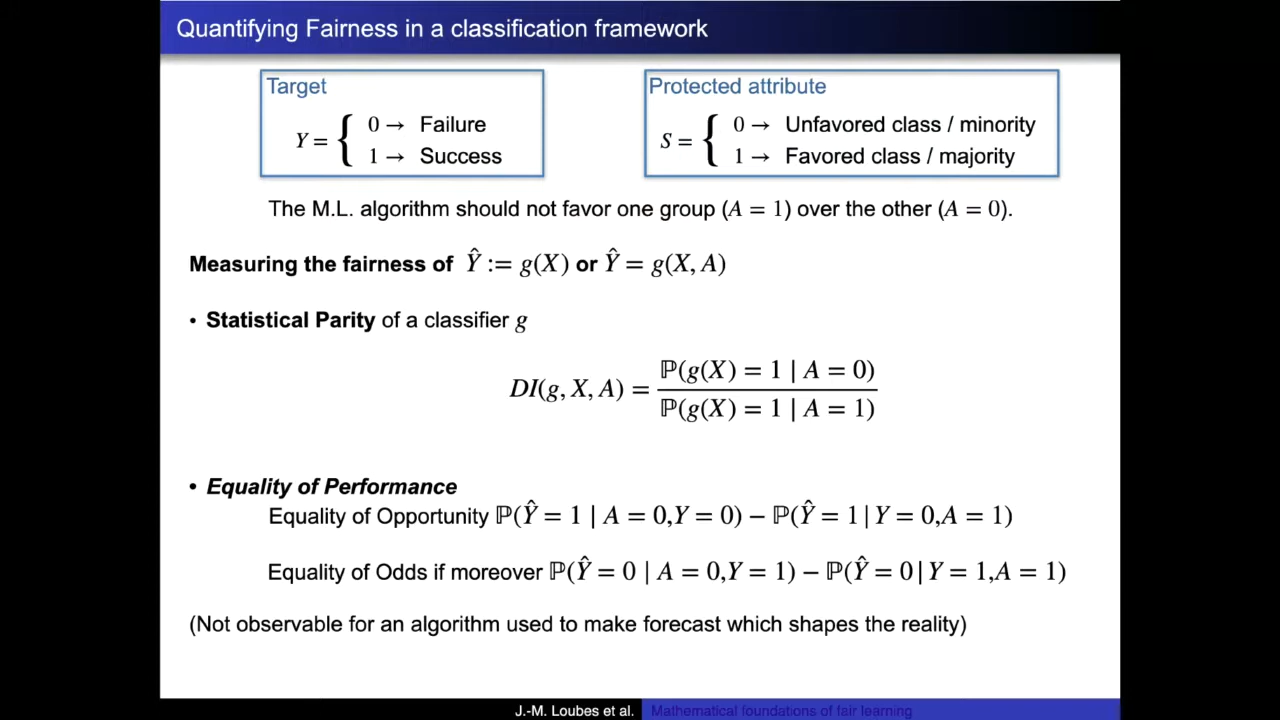 Quantifying Fairness in a classification framework
Target
Y = { 0 → Failure
1 → Success
Protected attribute
S = { 0 → Unfavored class / minority
1 → Favored class / majority
The M.L. algorithm should not favor one group (A = 1) over the other (A = 0).
Measuring the fairness of Ŷ := g(X) or Ŷ = g(X, A)
• Statistical Parity of a classifier g
DI(g, X, A) = ℙ(g(X) = 1 | A = 0) / ℙ(g(X) = 1 | A = 1)
• Equality of Performance
Equality of Opportunity ℙ(Ŷ = 1 | A = 0,Y = 0) − ℙ(Ŷ = 1 | Y = 0,A = 1)
Equality of Odds if moreover ℙ(Ŷ = 0 | A = 0,Y = 1) − ℙ(Ŷ = 0 | Y = 1,A = 1)
(Not observable for an algorithm used to make forecast which shapes the reality)
J.-M. Loubes et al. Mathematical foundations of fair learning